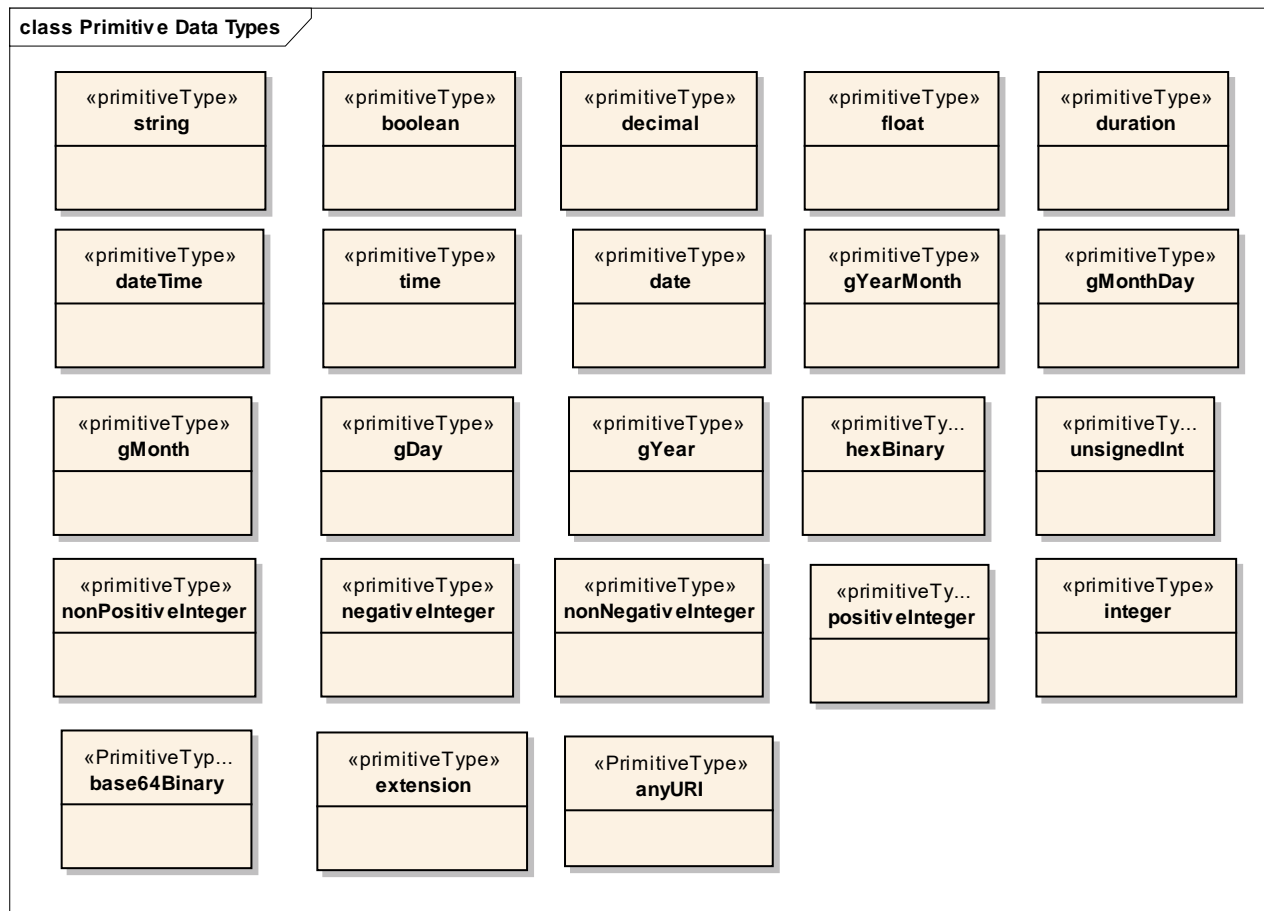 class Primitive Data Types
«primitiveType»
string
«primitiveType»
boolean
«primitiveType»
decimal
«primitiveType»
float
«primitiveType»
duration
«primitiveType»
dateTime
«primitiveType»
time
«primitiveType»
date
«primitiveType»
gYearMonth
«primitiveType»
gMonthDay
«primitiveType»
gMonth
«primitiveType»
gDay
«primitiveType»
gYear
«primitiveTy...
hexBinary
«primitiveTy...
unsignedInt
«primitiveType»
nonPositiveInteger
«primitiveType»
negativeInteger
«primitiveType»
nonNegativeInteger
«primitiveTy...
positiveInteger
«primitiveType»
integer
«PrimitiveTyp...
base64Binary
«primitiveType»
extension
«PrimitiveType»
anyURI